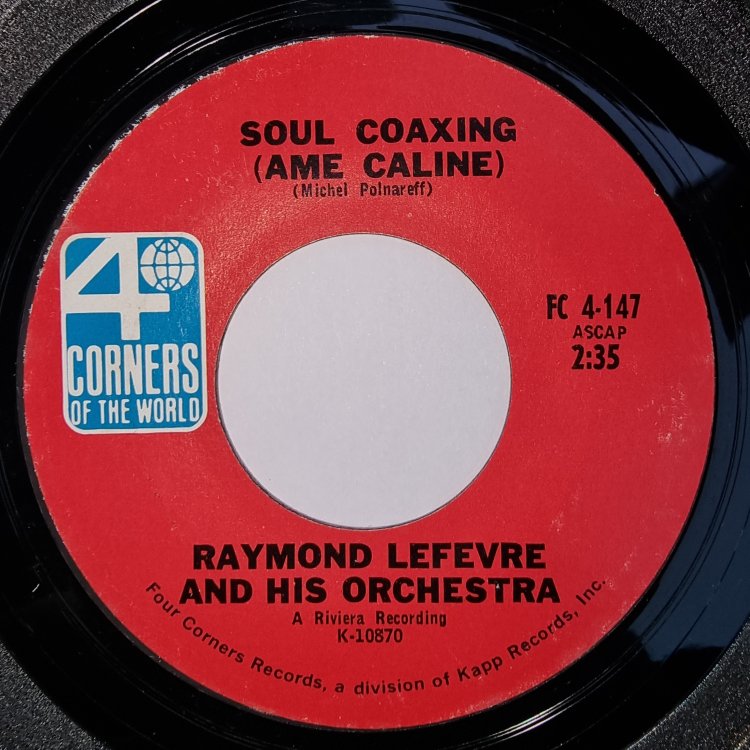 SOUL COAXING
(AME CALINE)
(Michel Polnareff)
4
CORNERS
OF THE WORLD
FC 4-147
ASCAP
2:35
RAYMOND LEFEVRE
AND HIS ORCHESTRA
A Riviera Recording
K-10870
Four Corners Records, a division of Kapp Records, Inc.